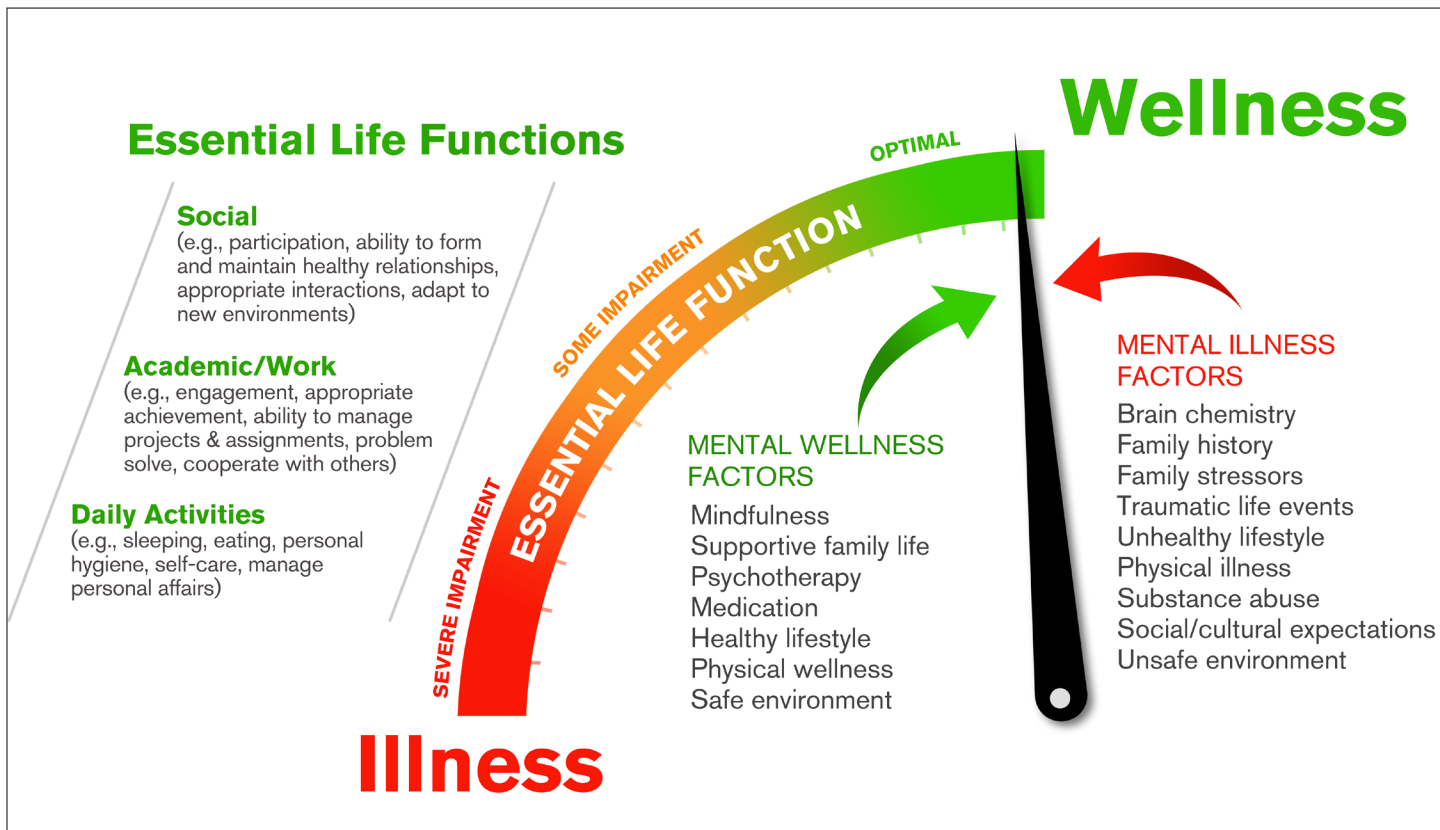 Wellness
Essential Life Functions
Social
(e.g., participation, ability to form
and maintain healthy relationships,
appropriate interactions, adapt to
new environments)
Academic/Work
(e.g., engagement, appropriate
achievement, ability to manage
projects & assignments, problem
solve, cooperate with others)
Daily Activities
(e.g., sleeping, eating, personal
hygiene, self-care, manage
personal affairs)
OPTIMAL
SOME IMPAIRMENT
SEVERE IMPAIRMENT
ESSENTIAL LIFE FUNCTION
MENTAL WELLNESS
FACTORS
Mindfulness
Supportive family life
Psychotherapy
Medication
Healthy lifestyle
Physical wellness
Safe environment
MENTAL ILLNESS
FACTORS
Brain chemistry
Family history
Family stressors
Traumatic life events
Unhealthy lifestyle
Physical illness
Substance abuse
Social/cultural expectations
Unsafe environment
Illness